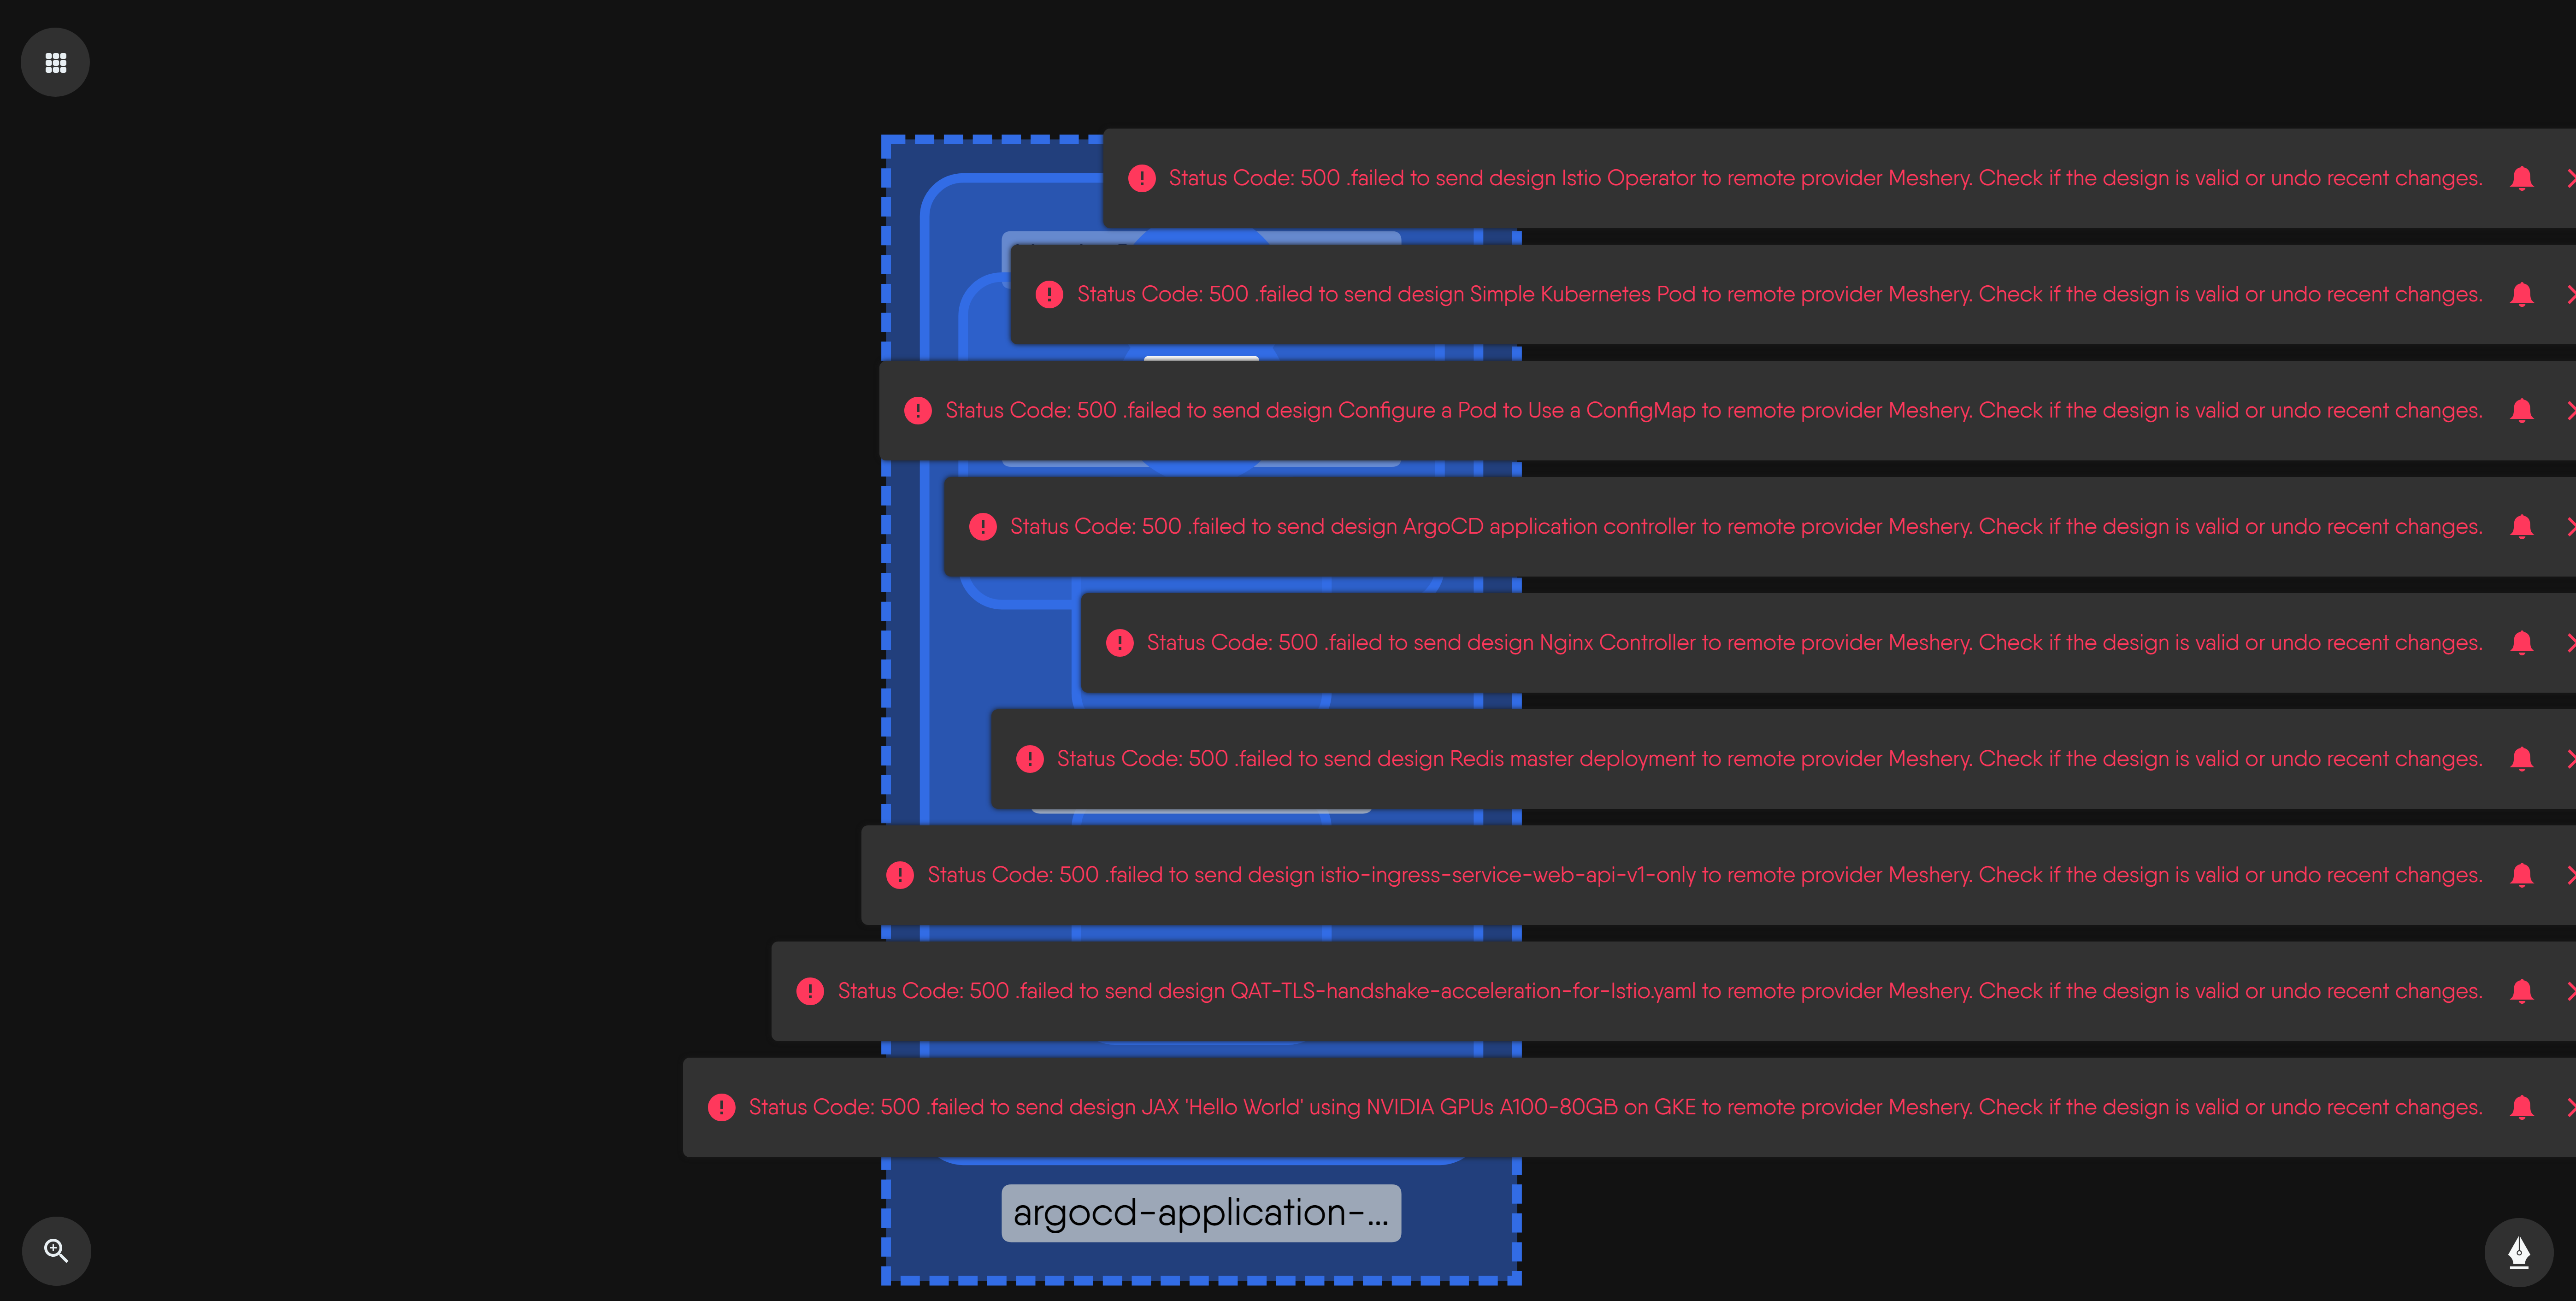 Status Code: 500 .failed to send design Istio Operator to remote provider Meshery. Check if the design is valid or undo recent changes.
Status Code: 500 .failed to send design Simple Kubernetes Pod to remote provider Meshery. Check if the design is valid or undo recent changes.
Status Code: 500 .failed to send design Configure a Pod to Use a ConfigMap to remote provider Meshery. Check if the design is valid or undo recent changes.
Status Code: 500 .failed to send design ArgoCD application controller to remote provider Meshery. Check if the design is valid or undo recent changes.
Status Code: 500 .failed to send design Nginx Controller to remote provider Meshery. Check if the design is valid or undo recent changes.
Status Code: 500 .failed to send design Redis master deployment to remote provider Meshery. Check if the design is valid or undo recent changes.
Status Code: 500 .failed to send design istio-ingress-service-web-api-v1-only to remote provider Meshery. Check if the design is valid or undo recent changes.
Status Code: 500 .failed to send design QAT-TLS-handshake-acceleration-for-Istio.yaml to remote provider Meshery. Check if the design is valid or undo recent changes.
Status Code: 500 .failed to send design JAX 'Hello World' using NVIDIA GPUs A100-80GB on GKE to remote provider Meshery. Check if the design is valid or undo recent changes.
argocd-application-...